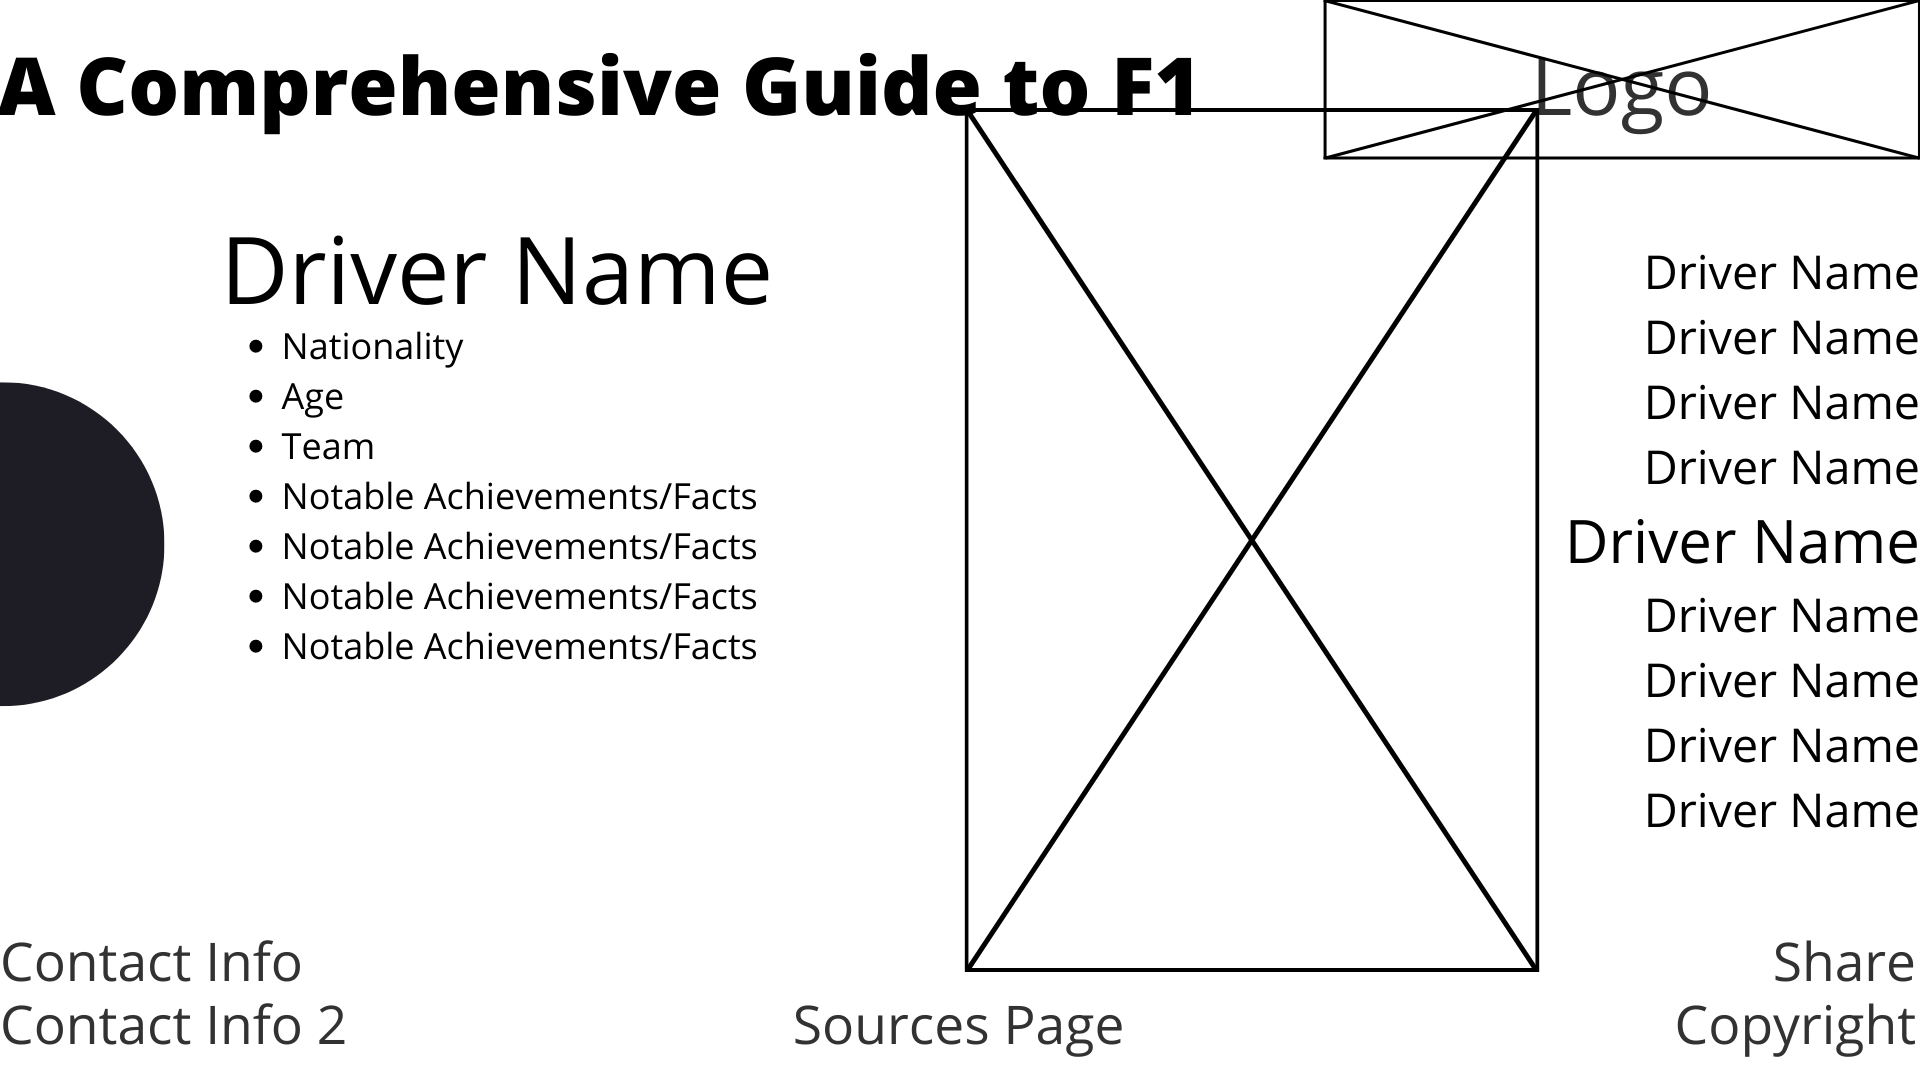 A Comprehensive Guide to F1
Logo
Driver Name
Nationality
Age
Team
Notable Achievements/Facts
Notable Achievements/Facts
Notable Achievements/Facts
Notable Achievements/Facts
Driver Name
Driver Name
Driver Name
Driver Name
Driver Name
Driver Name
Driver Name
Driver Name
Driver Name
Contact Info
Contact Info 2
Sources Page
Share
Copyright